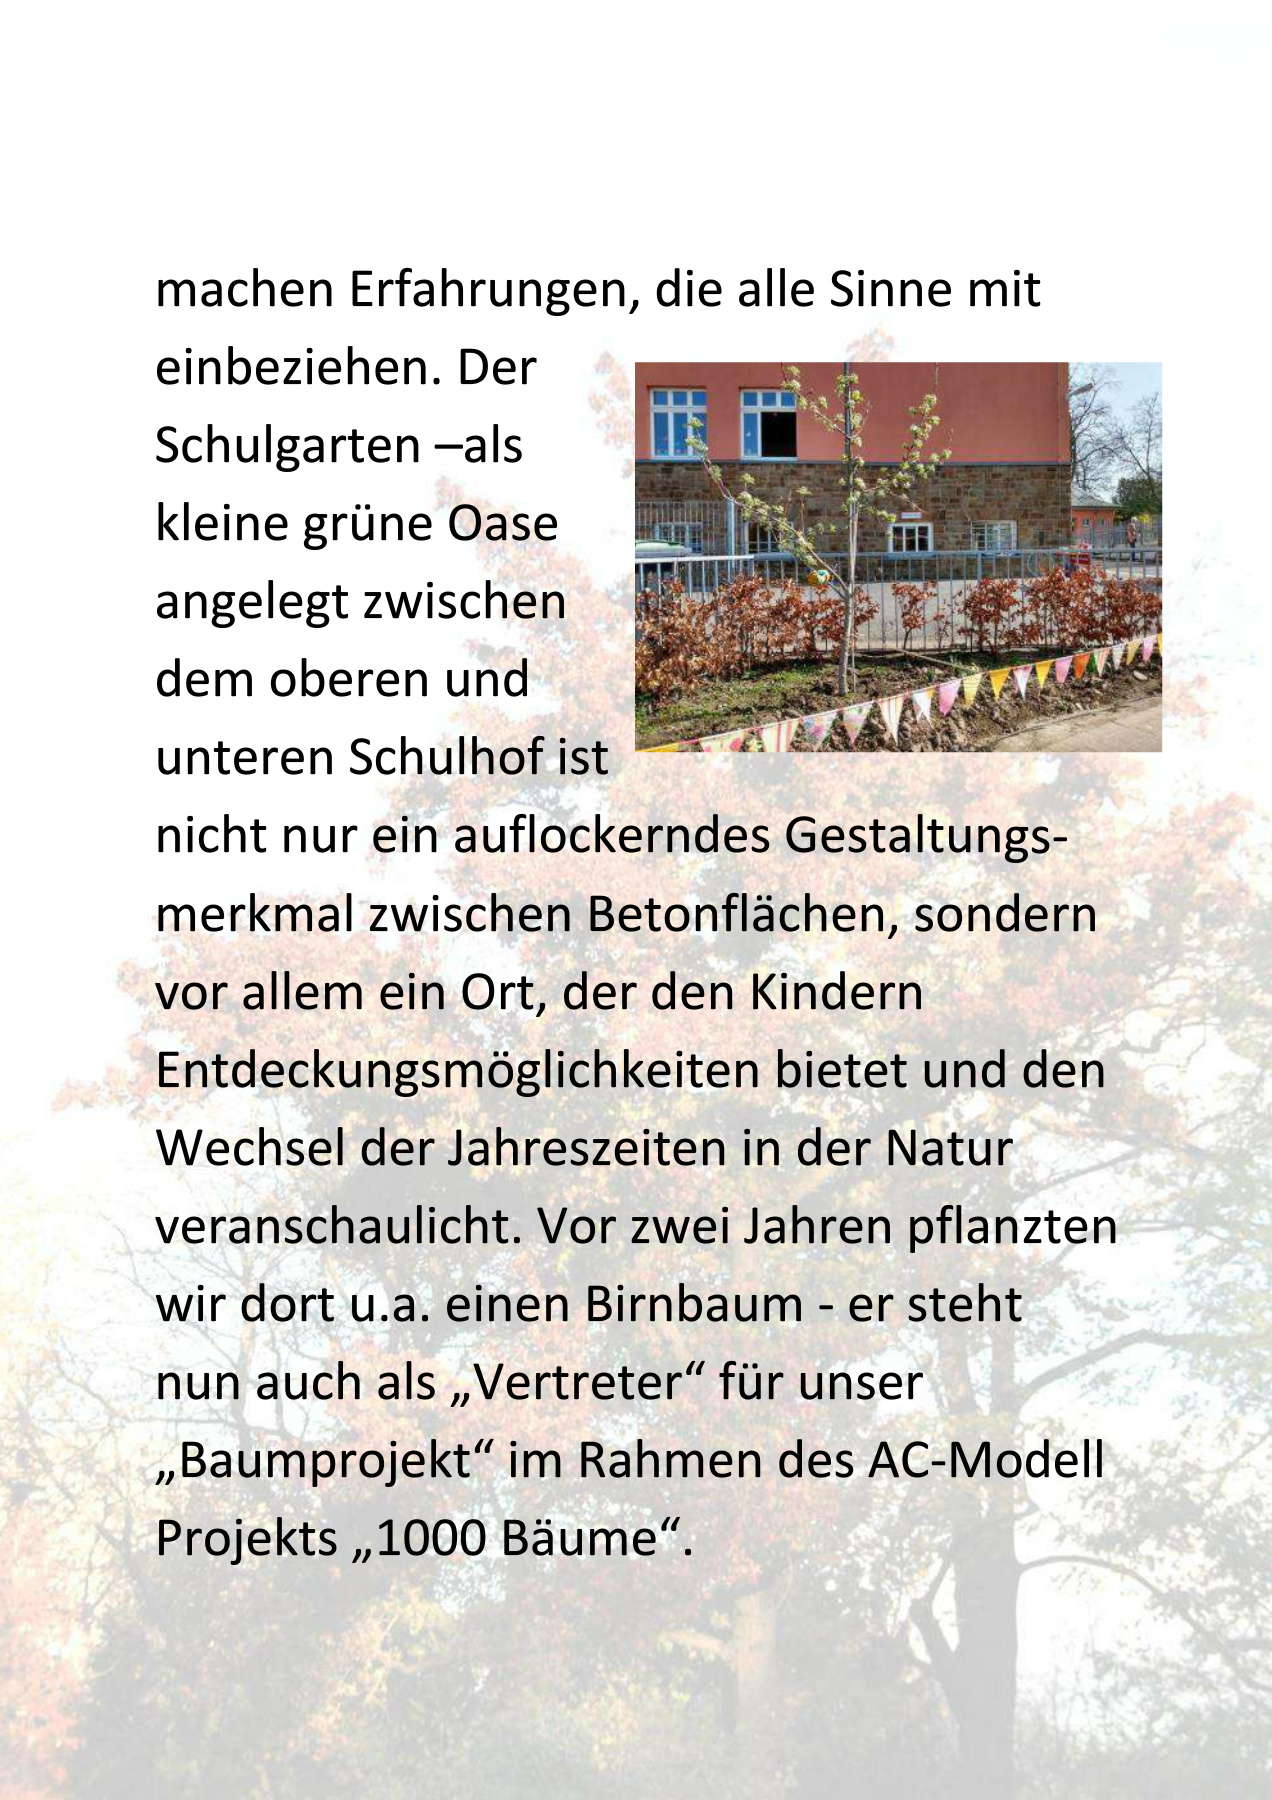 machen Erfahrungen, die alle Sinne mit
einbeziehen. Der
Schulgarten –als
kleine grüne Oase
angelegt zwischen
dem oberen und
unteren Schulhof ist
nicht nur ein auflockerndes Gestaltungs-
merkmal zwischen Betonflächen, sondern
vor allem ein Ort, der den Kindern
Entdeckungsmöglichkeiten bietet und den
Wechsel der Jahreszeiten in der Natur
veranschaulicht. Vor zwei Jahren pflanzten
wir dort u.a. einen Birnbaum - er steht
nun auch als „Vertreter“ für unser
„Baumprojekt“ im Rahmen des AC-Modell
Projekts „1000 Bäume“.